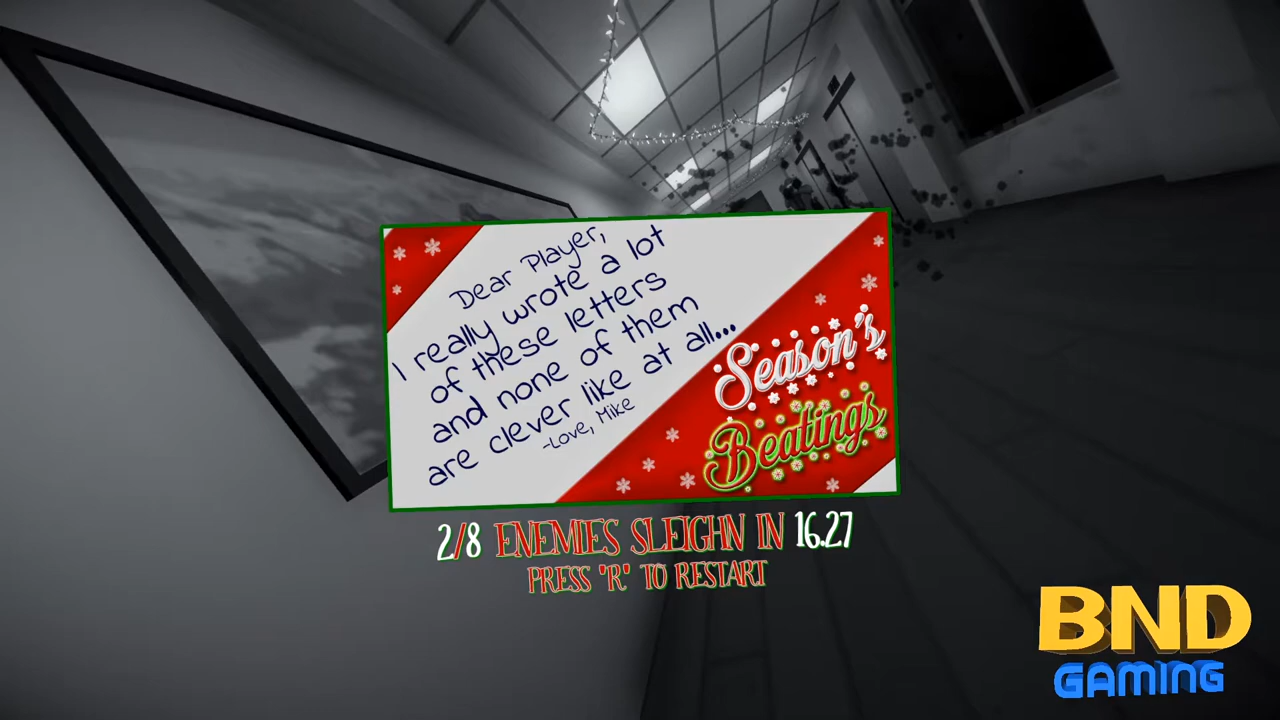 Dear Player,
I really wrote a lot
of these letters
and none of them
are clever like at all...
-Love, Mike
Season's
Beatings
2/8 ENEMIES SLEIGHN IN 16.27
PRESS "R" TO RESTART
BND
GAMING